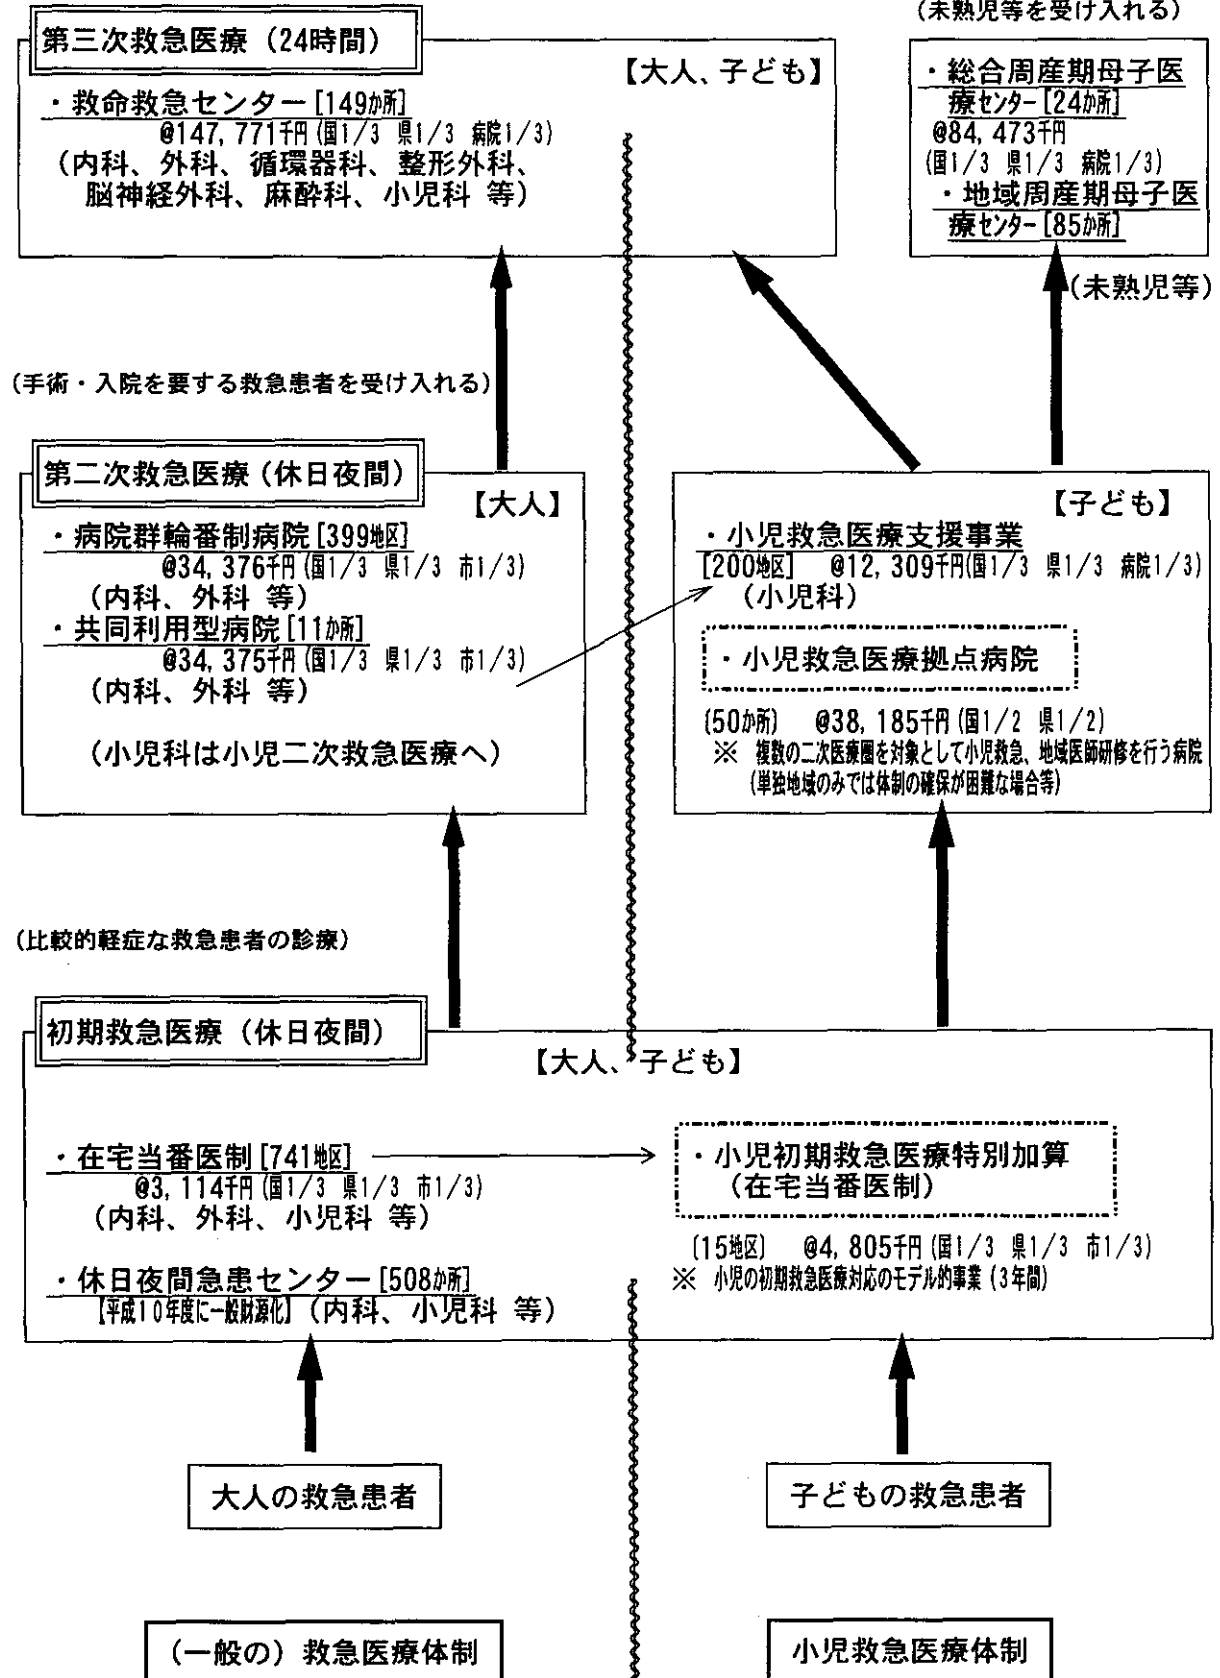 (未熟児等を受け入れる)
第三次救急医療（24時間）
【大人、子ども】
・救命救急センター[149か所]
@147,771千円(国1/3 県1/3 病院1/3)
(内科、外科、循環器科、整形外科、
脳神経外科、麻酔科、小児科 等)
・総合周産期母子医
療センター[24か所]
@84,473千円
(国1/3 県1/3 病院1/3)
・地域周産期母子医
療センター[85か所]
(未熟児等)
(手術・入院を要する救急患者を受け入れる)
第二次救急医療（休日夜間）
【大人】
・病院群輪番制病院[399地区]
@34,376千円(国1/3 県1/3 市1/3)
(内科、外科 等)
・共同利用型病院[11か所]
@34,375千円(国1/3 県1/3 市1/3)
(内科、外科 等)
(小児科は小児二次救急医療へ)
【子ども】
・小児救急医療支援事業
[200地区] @12,309千円(国1/3 県1/3 病院1/3)
(小児科)
・小児救急医療拠点病院
(50か所) @38,185千円(国1/2 県1/2)
※ 複数の二次医療圏を対象として小児救急、地域医師研修を行う病院
(単独地域のみでは体制の確保が困難な場合等)
(比較的軽症な救急患者の診療)
初期救急医療（休日夜間）
【大人、子ども】
・在宅当番医制[741地区]
@3,114千円(国1/3 県1/3 市1/3)
(内科、外科、小児科 等)
・休日夜間急患センター[508か所]
【平成10年度に一般財源化】(内科、小児科 等)
・小児初期救急医療特別加算
(在宅当番医制)
(15地区) @4,805千円(国1/3 県1/3 市1/3)
※ 小児の初期救急医療対応のモデル的事業(3年間)
大人の救急患者
子どもの救急患者
(一般の) 救急医療体制
小児救急医療体制